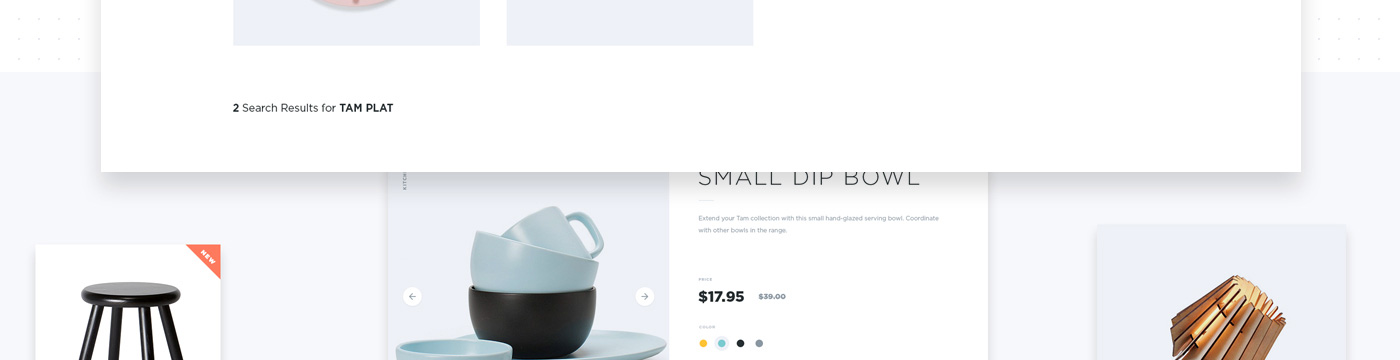 2 Search Results for TAM PLAT
SMALL DIP BOWL
Extend your Tam collection with this small hand-glazed serving bowl. Coordinate
with other bowls in the range.
NEW
PRICE
$17.95 $39.00
COLOR